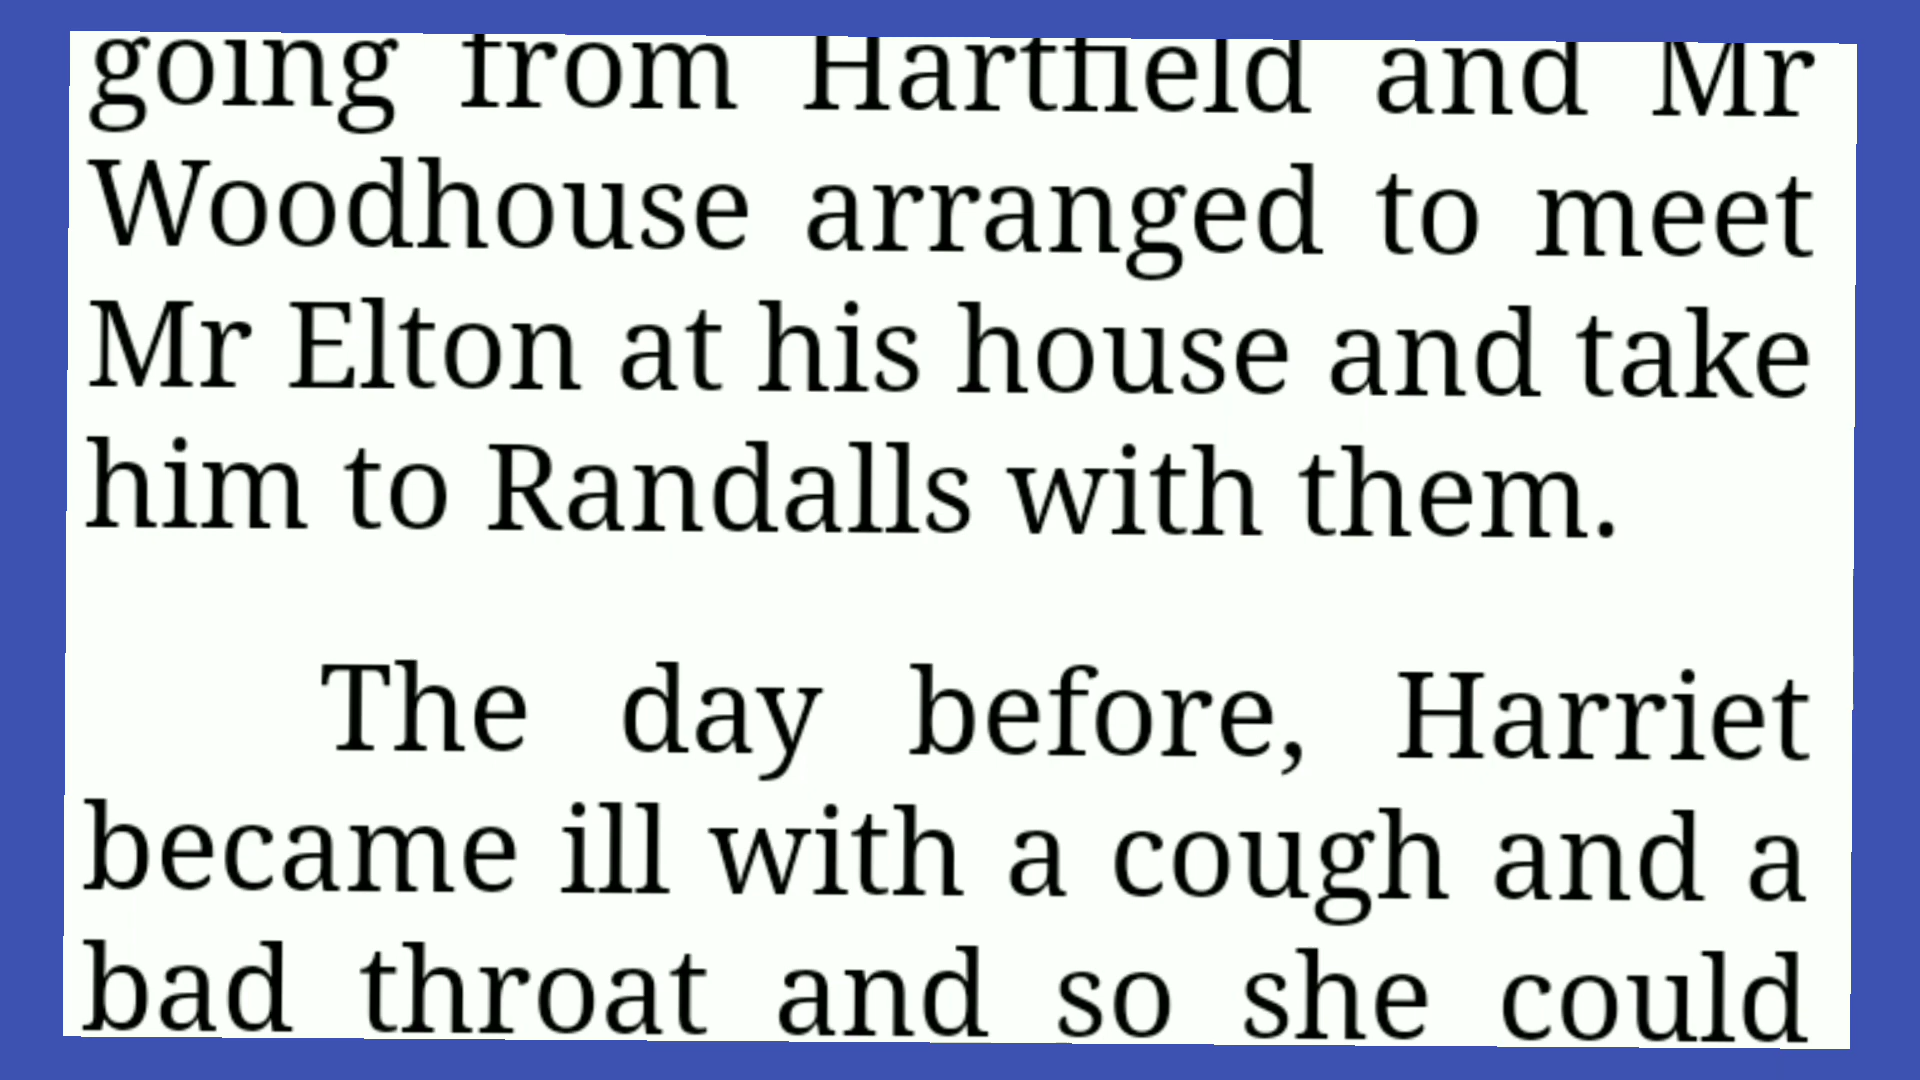 going from Hartfield and Mr
Woodhouse arranged to meet
Mr Elton at his house and take
him to Randalls with them.
The day before, Harriet
became ill with a cough and a
bad throat and so she could